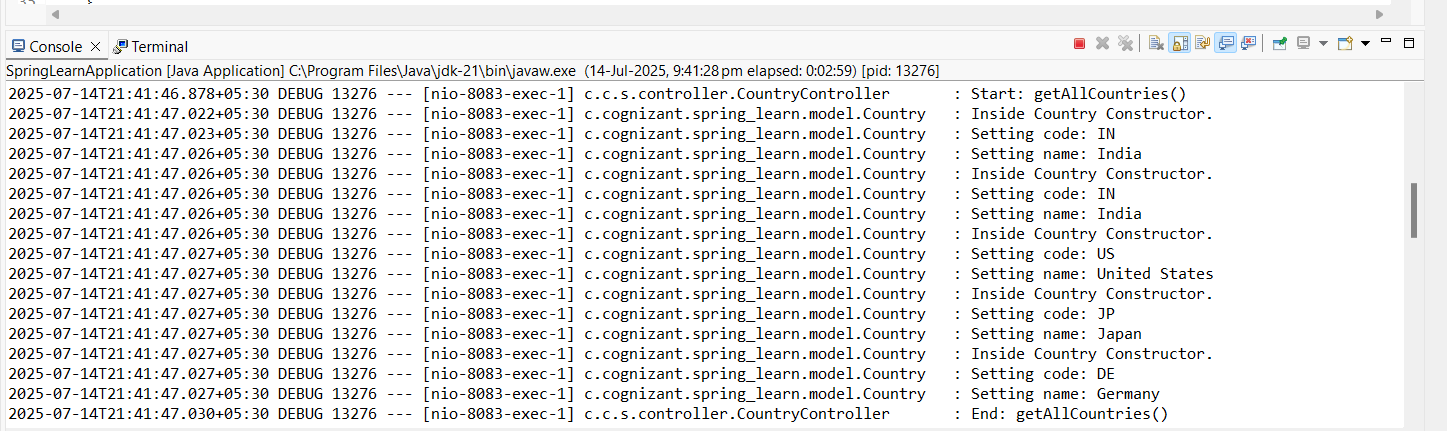 Console Terminal
SpringLearnApplication [Java Application] C:\Program Files\Java\jdk-21\bin\javaw.exe (14-Jul-2025, 9:41:28 pm elapsed: 0:02:59) [pid: 13276]
2025-07-14T21:41:46.878+05:30 DEBUG 13276 --- [nio-8083-exec-1] c.c.s.controller.CountryController : Start: getAllCountries()
2025-07-14T21:41:47.022+05:30 DEBUG 13276 --- [nio-8083-exec-1] c.cognizant.spring_learn.model.Country : Inside Country Constructor.
2025-07-14T21:41:47.023+05:30 DEBUG 13276 --- [nio-8083-exec-1] c.cognizant.spring_learn.model.Country : Setting code: IN
2025-07-14T21:41:47.026+05:30 DEBUG 13276 --- [nio-8083-exec-1] c.cognizant.spring_learn.model.Country : Setting name: India
2025-07-14T21:41:47.026+05:30 DEBUG 13276 --- [nio-8083-exec-1] c.cognizant.spring_learn.model.Country : Inside Country Constructor.
2025-07-14T21:41:47.026+05:30 DEBUG 13276 --- [nio-8083-exec-1] c.cognizant.spring_learn.model.Country : Setting code: IN
2025-07-14T21:41:47.026+05:30 DEBUG 13276 --- [nio-8083-exec-1] c.cognizant.spring_learn.model.Country : Setting name: India
2025-07-14T21:41:47.026+05:30 DEBUG 13276 --- [nio-8083-exec-1] c.cognizant.spring_learn.model.Country : Inside Country Constructor.
2025-07-14T21:41:47.027+05:30 DEBUG 13276 --- [nio-8083-exec-1] c.cognizant.spring_learn.model.Country : Setting code: US
2025-07-14T21:41:47.027+05:30 DEBUG 13276 --- [nio-8083-exec-1] c.cognizant.spring_learn.model.Country : Setting name: United States
2025-07-14T21:41:47.027+05:30 DEBUG 13276 --- [nio-8083-exec-1] c.cognizant.spring_learn.model.Country : Inside Country Constructor.
2025-07-14T21:41:47.027+05:30 DEBUG 13276 --- [nio-8083-exec-1] c.cognizant.spring_learn.model.Country : Setting code: JP
2025-07-14T21:41:47.027+05:30 DEBUG 13276 --- [nio-8083-exec-1] c.cognizant.spring_learn.model.Country : Setting name: Japan
2025-07-14T21:41:47.027+05:30 DEBUG 13276 --- [nio-8083-exec-1] c.cognizant.spring_learn.model.Country : Inside Country Constructor.
2025-07-14T21:41:47.027+05:30 DEBUG 13276 --- [nio-8083-exec-1] c.cognizant.spring_learn.model.Country : Setting code: DE
2025-07-14T21:41:47.027+05:30 DEBUG 13276 --- [nio-8083-exec-1] c.cognizant.spring_learn.model.Country : Setting name: Germany
2025-07-14T21:41:47.030+05:30 DEBUG 13276 --- [nio-8083-exec-1] c.c.s.controller.CountryController : End: getAllCountries()